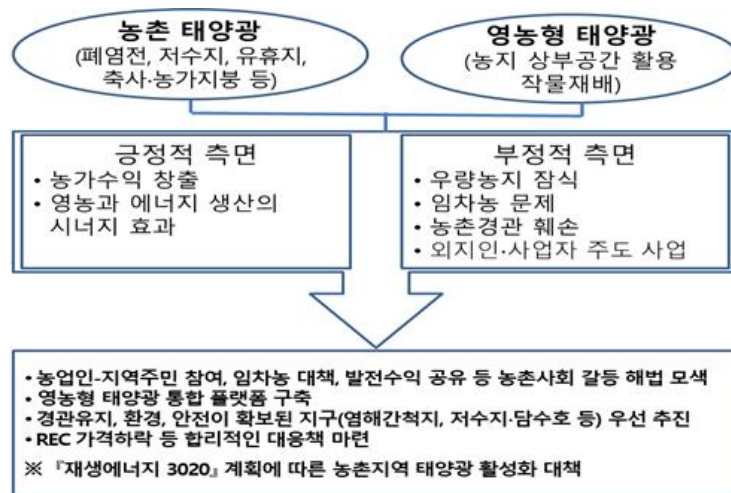 농촌 태양광
(폐염전, 저수지, 유휴지,
축사·농가지붕 등)
영농형 태양광
(농지 상부공간 활용
작물재배)
긍정적 측면
• 농가수익 창출
• 영농과 에너지 생산의
시너지 효과
부정적 측면
• 우량농지 잠식
• 임차농 문제
• 농촌경관 훼손
• 외지인·사업자 주도 사업
• 농업인-지역주민 참여, 임차농 대책, 발전수익 공유 등 농촌사회 갈등 해법 모색
• 영농형 태양광 통합 플랫폼 구축
• 경관유지, 환경, 안전이 확보된 지구(염해간척지, 저수지·담수호 등) 우선 추진
• REC 가격하락 등 합리적인 대응책 마련
※ 『재생에너지 3020』 계획에 따른 농촌지역 태양광 활성화 대책